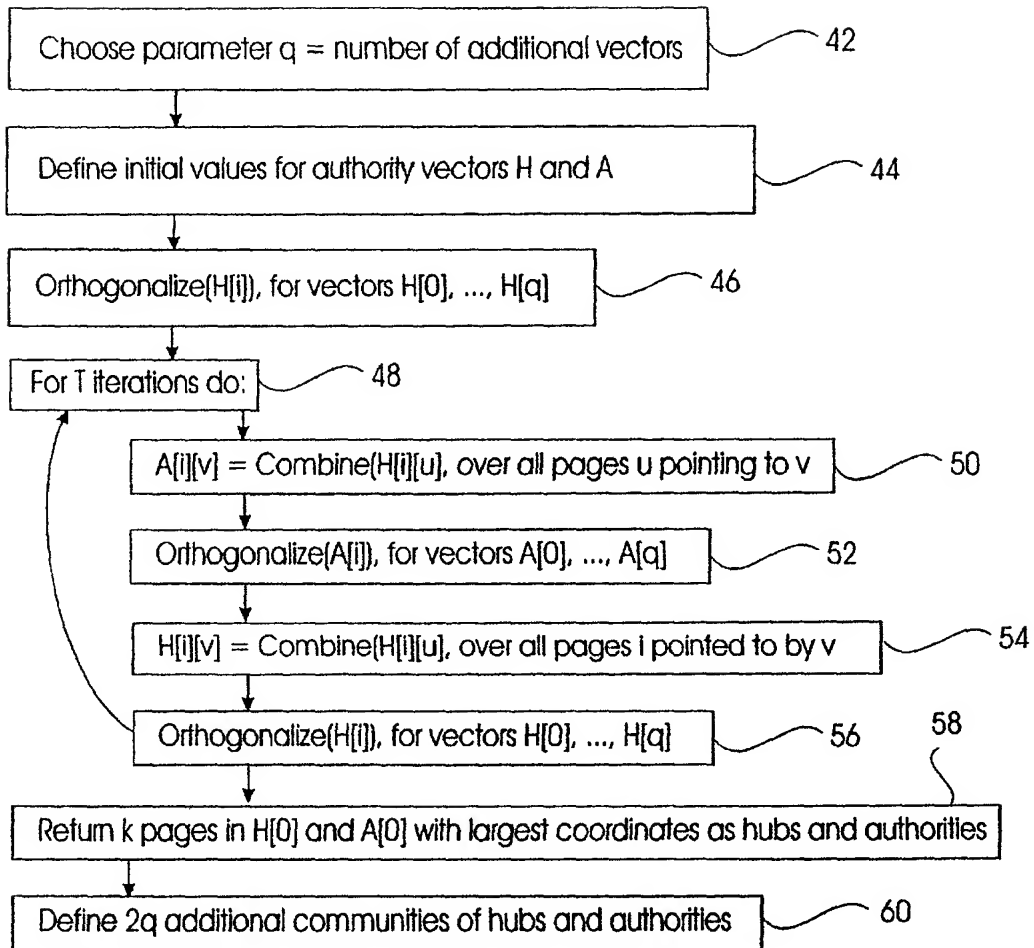 Choose parameter q = number of additional vectors
42
Define initial values for authority vectors H and A
44
Orthogonalize(H[i]), for vectors H[0], ..., H[q]
46
For T iterations do:
48
A[i][v] = Combine(H[i][u], over all pages u pointing to v
50
Orthogonalize(A[i]), for vectors A[0], ..., A[q]
52
H[i][v] = Combine(H[i][u], over all pages i pointed to by v
54
Orthogonalize(H[i]), for vectors H[0], ..., H[q]
56
58
Return k pages in H[0] and A[0] with largest coordinates as hubs and authorities
Define 2q additional communities of hubs and authorities
60